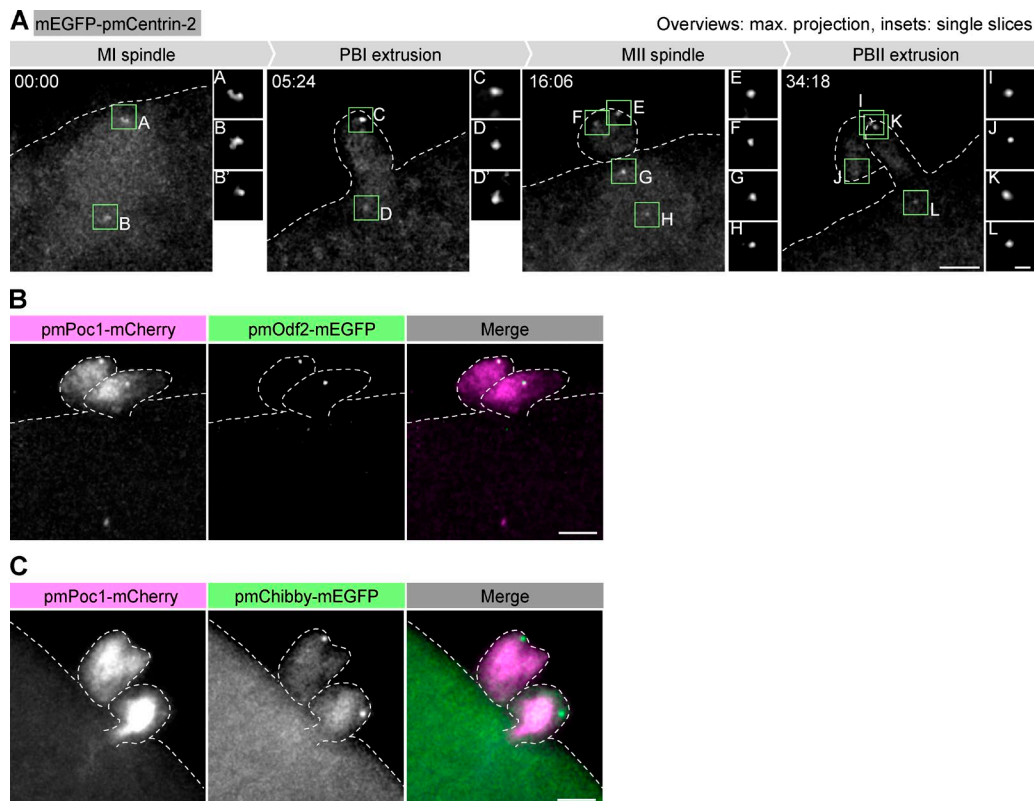 A mEGFP-pmCentrin-2 Overviews: max. projection, insets: single slices
MI spindle PBI extrusion MII spindle PBII extrusion
00:00 A 05:24 C 16:06 E 34:18 I
A C F E I K
B D F J
B' D' G J G K
B D H H L L
B
pmPoc1-mCherry pmOdf2-mEGFP Merge
C
pmPoc1-mCherry pmChibby-mEGFP Merge